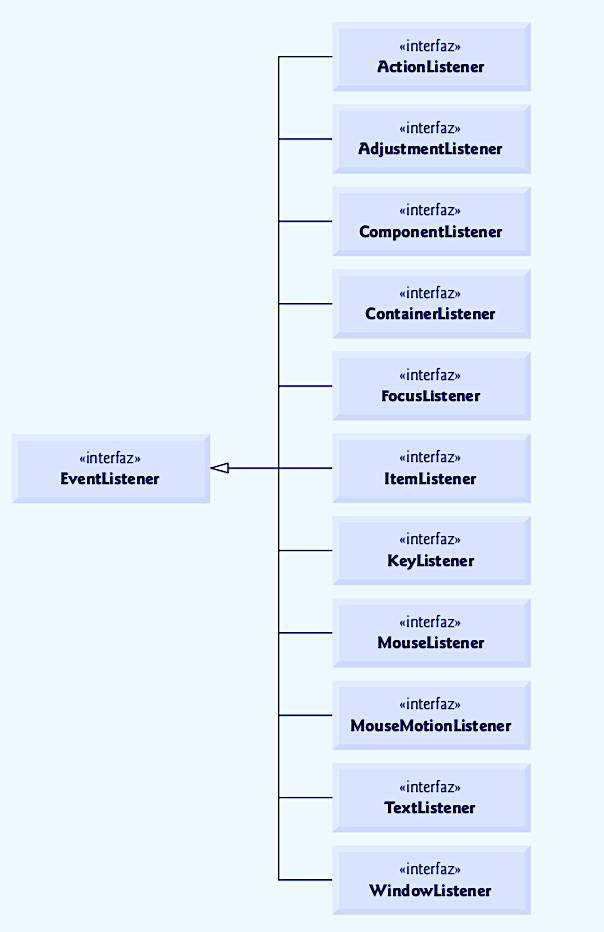 «interfaz»
ActionListener
«interfaz»
AdjustmentListener
«interfaz»
ComponentListener
«interfaz»
ContainerListener
«interfaz»
FocusListener
«interfaz»
EventListener
«interfaz»
ItemListener
«interfaz»
KeyListener
«interfaz»
MouseListener
«interfaz»
MouseMotionListener
«interfaz»
TextListener
«interfaz»
WindowListener